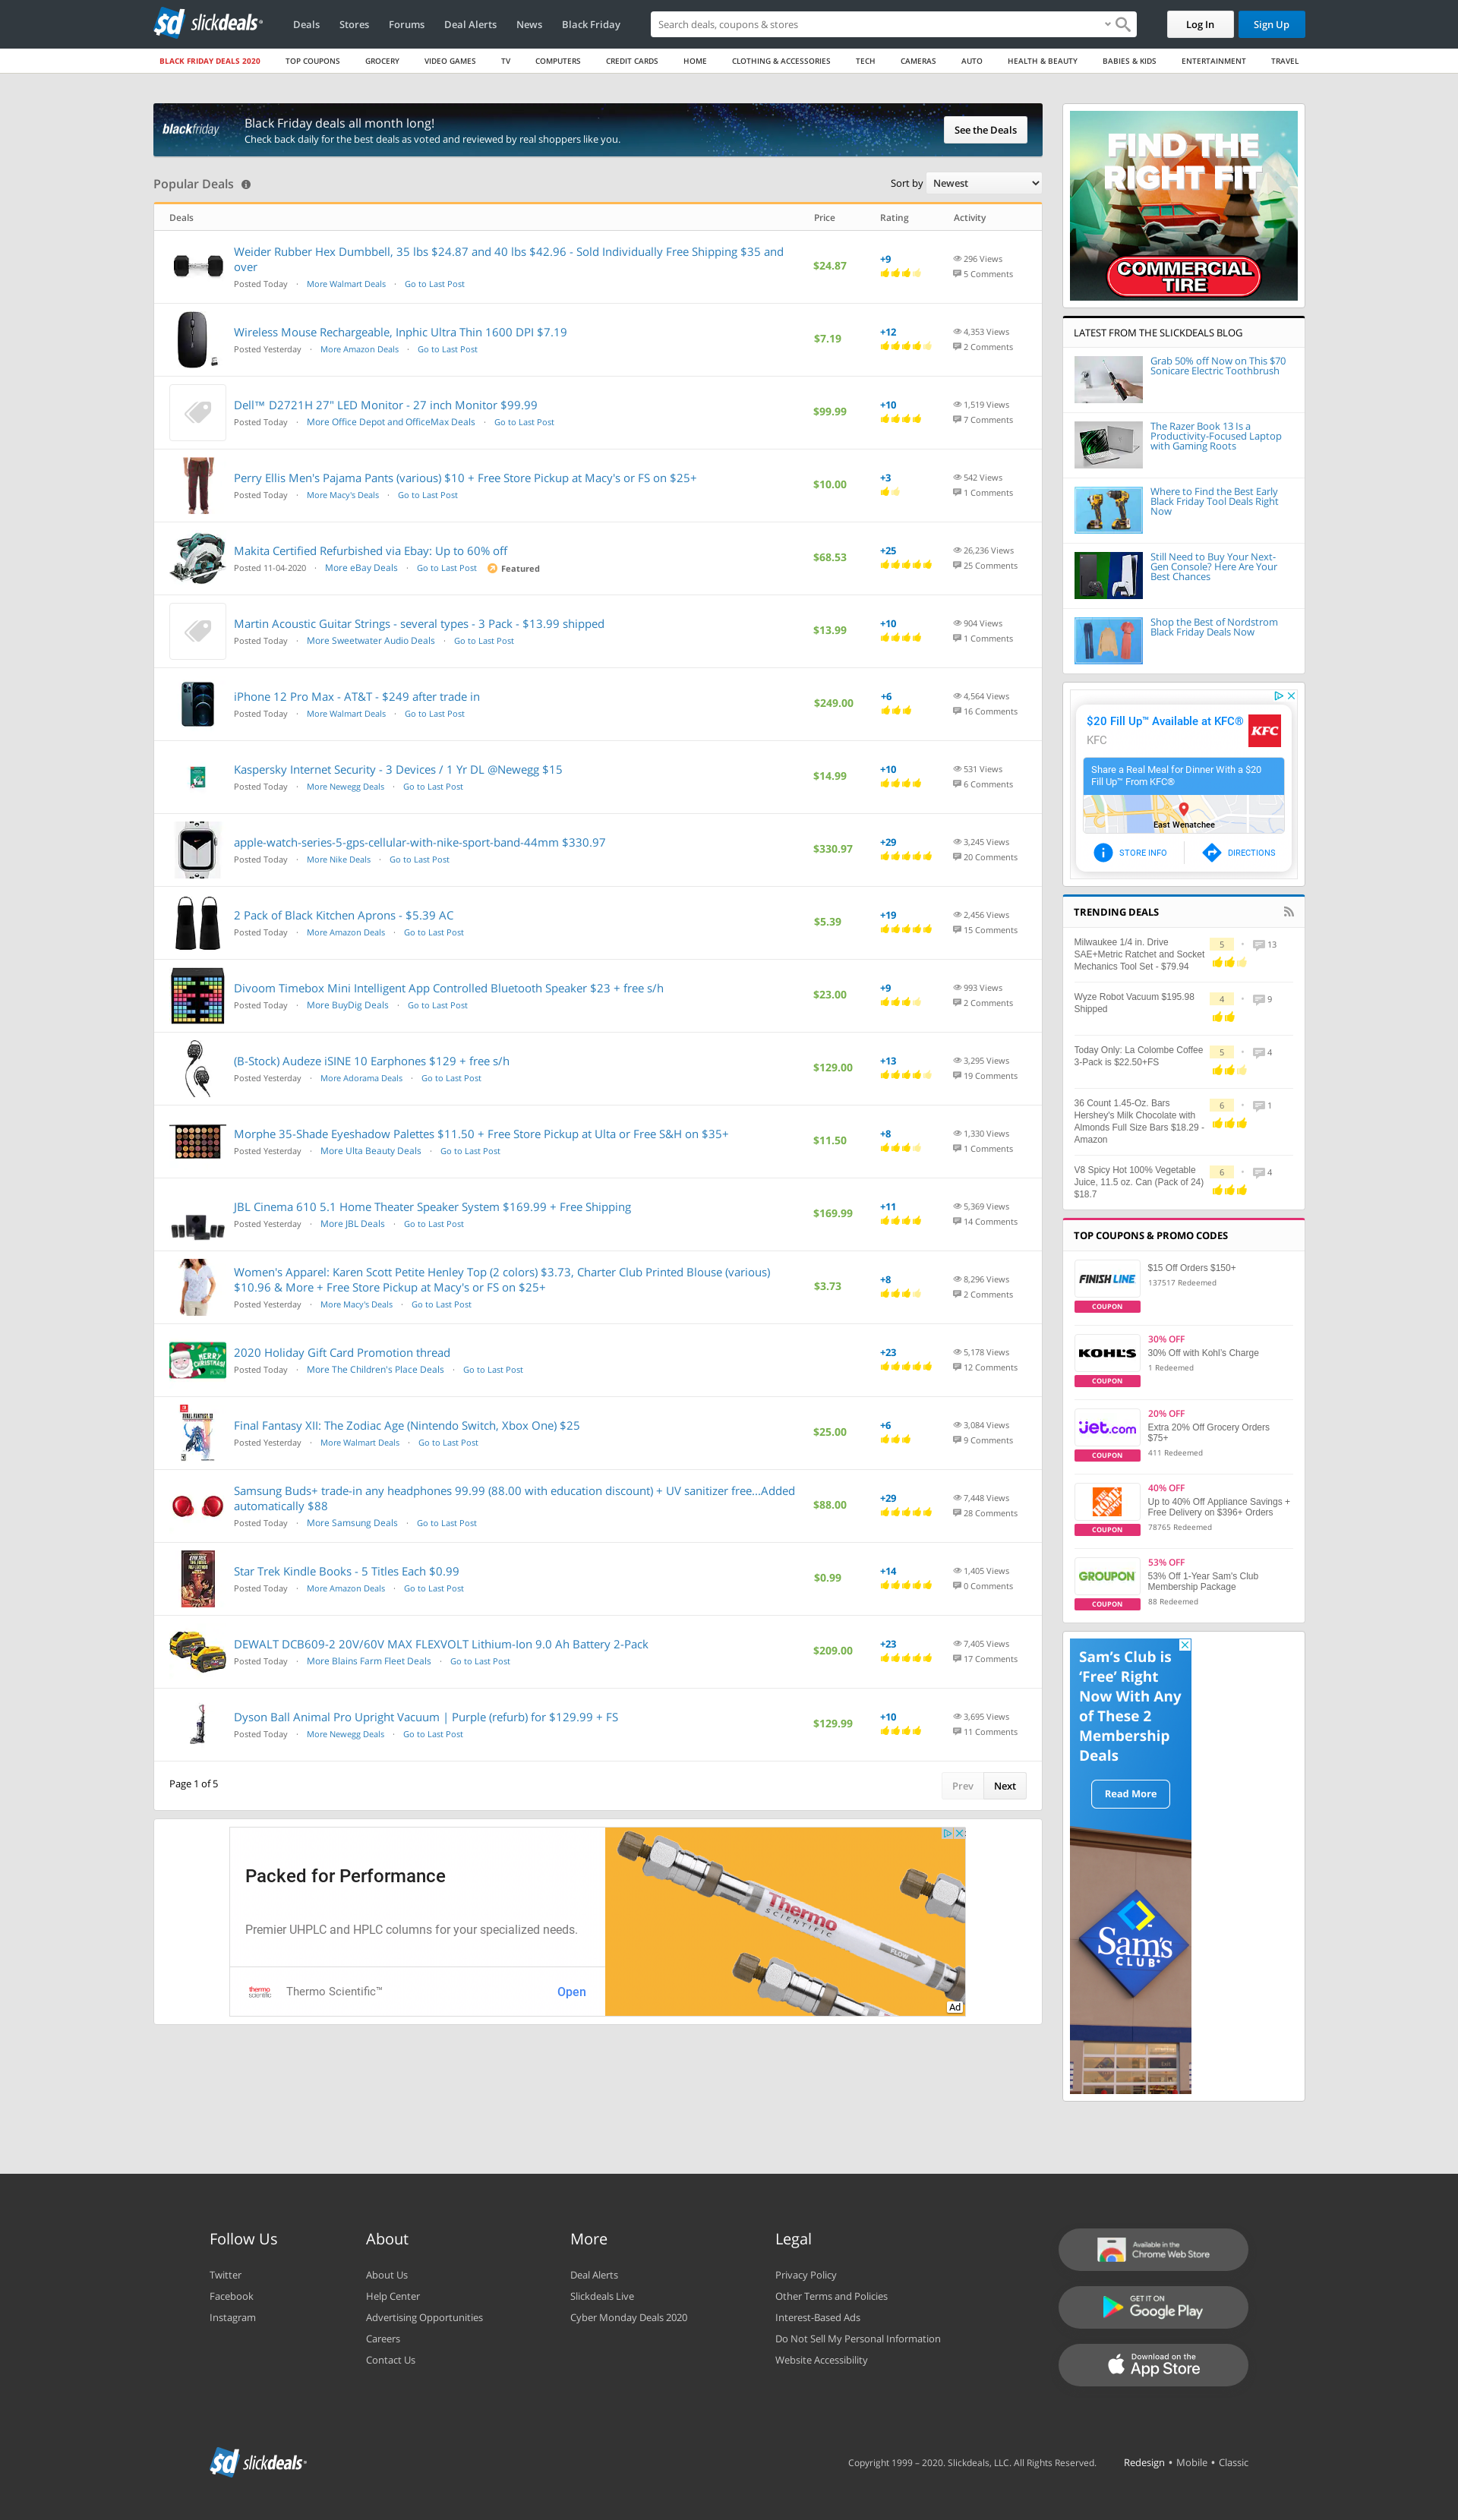 sd slickdeals
Deals Stores Forums Deal Alerts News Black Friday
Search deals, coupons & stores
Log In
Sign Up
BLACK FRIDAY DEALS 2020 TOP COUPONS GROCERY VIDEO GAMES TV COMPUTERS CREDIT CARDS HOME CLOTHING & ACCESSORIES TECH CAMERAS AUTO HEALTH & BEAUTY BABIES & KIDS ENTERTAINMENT TRAVEL
blackfriday
Black Friday deals all month long!
Check back daily for the best deals as voted and reviewed by real shoppers like you.
See the Deals
Popular Deals
Sort by Newest
Deals Price Rating Activity
Weider Rubber Hex Dumbbell, 35 lbs $24.87 and 40 lbs $42.96 - Sold Individually Free Shipping $35 and
over
Posted Today · More Walmart Deals · Go to Last Post
$24.87
+9
296 Views
5 Comments
Wireless Mouse Rechargeable, Inphic Ultra Thin 1600 DPI $7.19
Posted Yesterday · More Amazon Deals · Go to Last Post
$7.19
+12
4,353 Views
2 Comments
Dell™ D2721H 27" LED Monitor - 27 inch Monitor $99.99
Posted Today · More Office Depot and OfficeMax Deals · Go to Last Post
$99.99
+10
1,519 Views
7 Comments
Perry Ellis Men's Pajama Pants (various) $10 + Free Store Pickup at Macy's or FS on $25+
Posted Today · More Macy's Deals · Go to Last Post
$10.00
+3
542 Views
1 Comments
Makita Certified Refurbished via Ebay: Up to 60% off
Posted 11-04-2020 · More eBay Deals · Go to Last Post Featured
$68.53
+25
26,236 Views
25 Comments
Martin Acoustic Guitar Strings - several types - 3 Pack - $13.99 shipped
Posted Today · More Sweetwater Audio Deals · Go to Last Post
$13.99
+10
904 Views
1 Comments
iPhone 12 Pro Max - AT&T - $249 after trade in
Posted Today · More Walmart Deals · Go to Last Post
$249.00
+6
4,564 Views
16 Comments
Kaspersky Internet Security - 3 Devices / 1 Yr DL @Newegg $15
Posted Today · More Newegg Deals · Go to Last Post
$14.99
+10
531 Views
6 Comments
apple-watch-series-5-gps-cellular-with-nike-sport-band-44mm $330.97
Posted Today · More Nike Deals · Go to Last Post
$330.97
+29
3,245 Views
20 Comments
2 Pack of Black Kitchen Aprons - $5.39 AC
Posted Today · More Amazon Deals · Go to Last Post
$5.39
+19
2,456 Views
15 Comments
Divoom Timebox Mini Intelligent App Controlled Bluetooth Speaker $23 + free s/h
Posted Today · More BuyDig Deals · Go to Last Post
$23.00
+9
993 Views
2 Comments
(B-Stock) Audeze iSINE 10 Earphones $129 + free s/h
Posted Yesterday · More Adorama Deals · Go to Last Post
$129.00
+13
3,295 Views
19 Comments
Morphe 35-Shade Eyeshadow Palettes $11.50 + Free Store Pickup at Ulta or Free S&H on $35+
Posted Yesterday · More Ulta Beauty Deals · Go to Last Post
$11.50
+8
1,330 Views
1 Comments
JBL Cinema 610 5.1 Home Theater Speaker System $169.99 + Free Shipping
Posted Yesterday · More JBL Deals · Go to Last Post
$169.99
+11
5,369 Views
14 Comments
Women's Apparel: Karen Scott Petite Henley Top (2 colors) $3.73, Charter Club Printed Blouse (various)
$10.96 & More + Free Store Pickup at Macy's or FS on $25+
Posted Yesterday · More Macy's Deals · Go to Last Post
$3.73
+8
8,296 Views
2 Comments
MERRY CHRISTMAS!
2020 Holiday Gift Card Promotion thread
Posted Today · More The Children's Place Deals · Go to Last Post
+23
5,178 Views
12 Comments
Final Fantasy XII: The Zodiac Age (Nintendo Switch, Xbox One) $25
Posted Yesterday · More Walmart Deals · Go to Last Post
$25.00
+6
3,084 Views
9 Comments
Samsung Buds+ trade-in any headphones 99.99 (88.00 with education discount) + UV sanitizer free...Added
automatically $88
Posted Today · More Samsung Deals · Go to Last Post
$88.00
+29
7,448 Views
28 Comments
Star Trek Kindle Books - 5 Titles Each $0.99
Posted Today · More Amazon Deals · Go to Last Post
$0.99
+14
1,405 Views
0 Comments
DEWALT DCB609-2 20V/60V MAX FLEXVOLT Lithium-Ion 9.0 Ah Battery 2-Pack
Posted Today · More Blains Farm Fleet Deals · Go to Last Post
$209.00
+23
7,405 Views
17 Comments
Dyson Ball Animal Pro Upright Vacuum | Purple (refurb) for $129.99 + FS
Posted Today · More Newegg Deals · Go to Last Post
$129.99
+10
3,695 Views
11 Comments
Page 1 of 5
Prev Next
Packed for Performance
Premier UHPLC and HPLC columns for your specialized needs.
thermo scientific
Thermo Scientific™
Open
Thermo
SCIENTIFIC
FLOW
Ad
FIND THE
RIGHT FIT
COMMERCIAL
TIRE
LATEST FROM THE SLICKDEALS BLOG
Grab 50% off Now on This $70
Sonicare Electric Toothbrush
The Razer Book 13 Is a
Productivity-Focused Laptop
with Gaming Roots
Where to Find the Best Early
Black Friday Tool Deals Right
Now
Still Need to Buy Your Next-
Gen Console? Here Are Your
Best Chances
Shop the Best of Nordstrom
Black Friday Deals Now
$20 Fill Up™ Available at KFC®
KFC
KFC
Share a Real Meal for Dinner With a $20
Fill Up™ From KFC®
East Wenatchee
STORE INFO
DIRECTIONS
TRENDING DEALS
Milwaukee 1/4 in. Drive
SAE+Metric Ratchet and Socket
Mechanics Tool Set - $79.94
5 · 13
Wyze Robot Vacuum $195.98
Shipped
4 · 9
Today Only: La Colombe Coffee
3-Pack is $22.50+FS
5 · 4
36 Count 1.45-Oz. Bars
Hershey's Milk Chocolate with
Almonds Full Size Bars $18.29 -
Amazon
6 · 1
V8 Spicy Hot 100% Vegetable
Juice, 11.5 oz. Can (Pack of 24)
$18.7
6 · 4
TOP COUPONS & PROMO CODES
FINISH LINE
COUPON
$15 Off Orders $150+
137517 Redeemed
KOHL'S
COUPON
30% OFF
30% Off with Kohl's Charge
1 Redeemed
jet.com
COUPON
20% OFF
Extra 20% Off Grocery Orders
$75+
411 Redeemed
COUPON
40% OFF
Up to 40% Off Appliance Savings +
Free Delivery on $396+ Orders
78765 Redeemed
GROUPON
COUPON
53% OFF
53% Off 1-Year Sam's Club
Membership Package
88 Redeemed
Sam's Club is
'Free' Right
Now With Any
of These 2
Membership
Deals
Read More
Sam's
CLUB
Follow Us
Twitter
Facebook
Instagram
About
About Us
Help Center
Advertising Opportunities
Careers
Contact Us
More
Deal Alerts
Slickdeals Live
Cyber Monday Deals 2020
Legal
Privacy Policy
Other Terms and Policies
Interest-Based Ads
Do Not Sell My Personal Information
Website Accessibility
Available in the
Chrome Web Store
GET IT ON
Google Play
Download on the
App Store
sd slickdeals
Copyright 1999 – 2020. Slickdeals, LLC. All Rights Reserved.
Redesign • Mobile • Classic